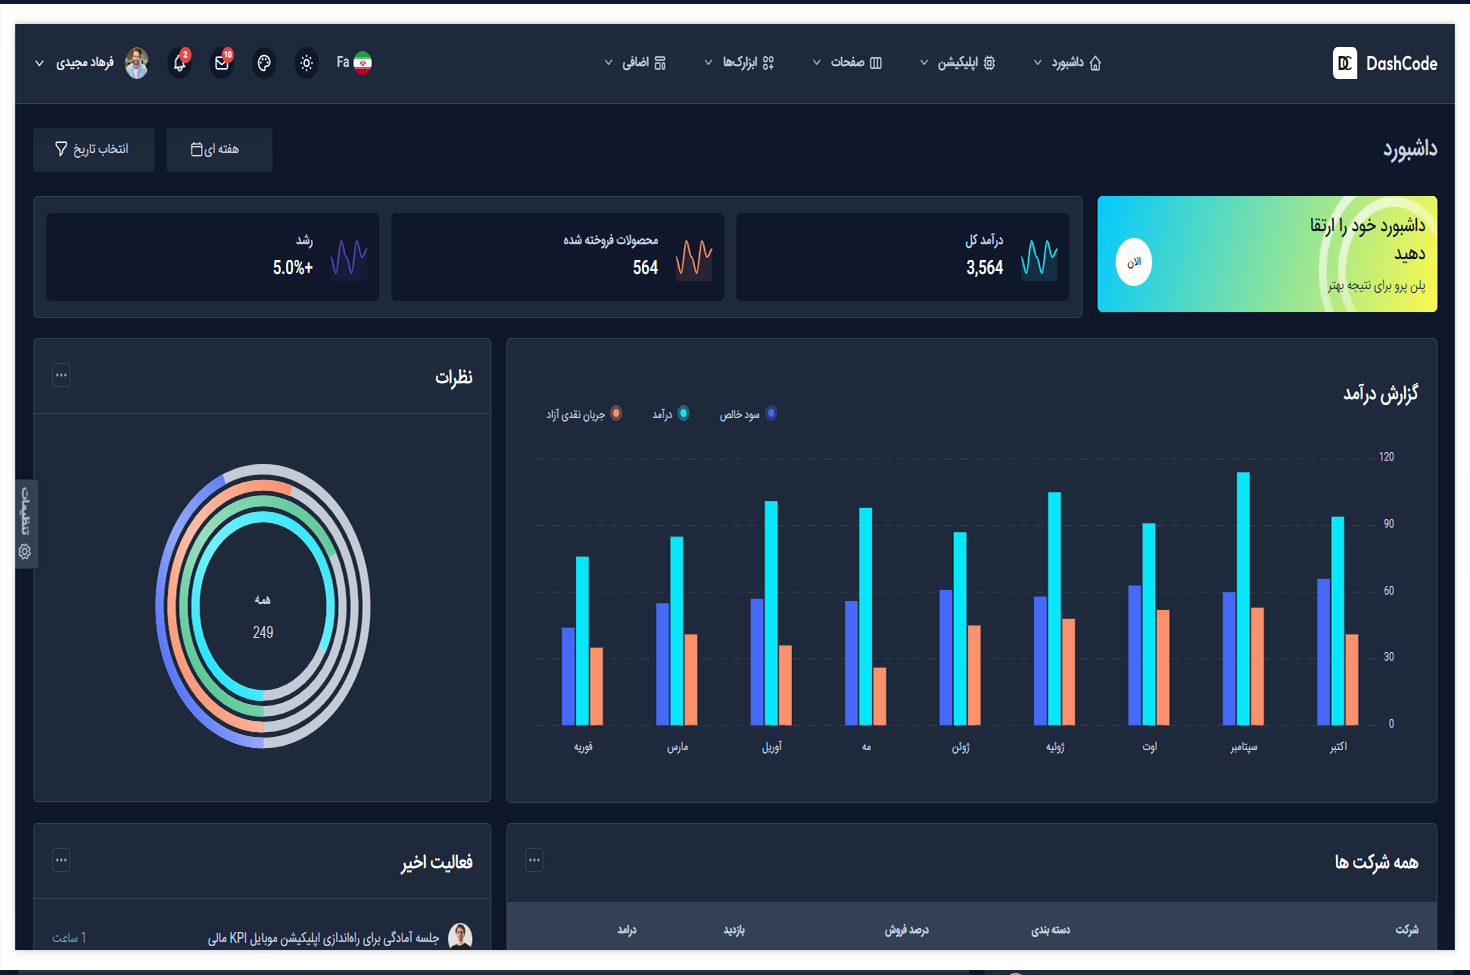 DashCode
داشبورد
اپلیکیشن
صفحات
ابزارک‌ها
اضافی
Fa
10
2
فرهاد مجیدی
داشبورد
هفته ای
انتخاب تاریخ
داشبورد خود را ارتقا
دهید
پلن پرو برای نتیجه بهتر
الان
درآمد کل
3,564
محصولات فروخته شده
564
رشد
5.0%+
گزارش درآمد
سود خالص
درآمد
جریان نقدی آزاد
120
90
60
30
0
اکتبر
سپتامبر
اوت
ژوئیه
ژوئن
مه
آوریل
مارس
فوریه
نظرات
همه
249
تنظیمات
همه شرکت ها
شرکت
دسته بندی
درصد فروش
بازدید
درامد
فعالیت اخیر
جلسه آمادگی برای راه‌اندازی اپلیکیشن موبایل KPI مالی
1 ساعت